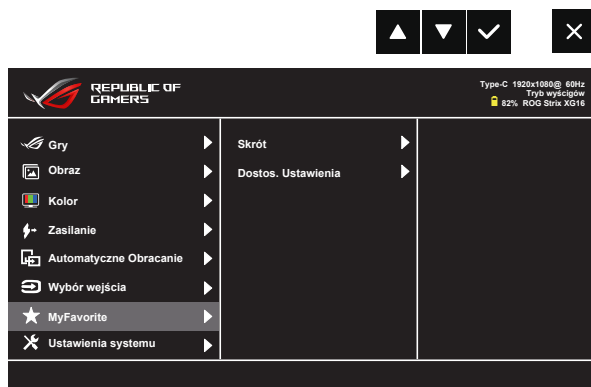 REPUBLIC OF
GAMERS
Type-C 1920x1080@ 60Hz
Tryb wyścigów
82% ROG Strix XG16
Gry
Obraz
Kolor
Zasilanie
Automatyczne Obracanie
Wybór wejścia
MyFavorite
Ustawienia systemu
Skrót
Dostos. Ustawienia